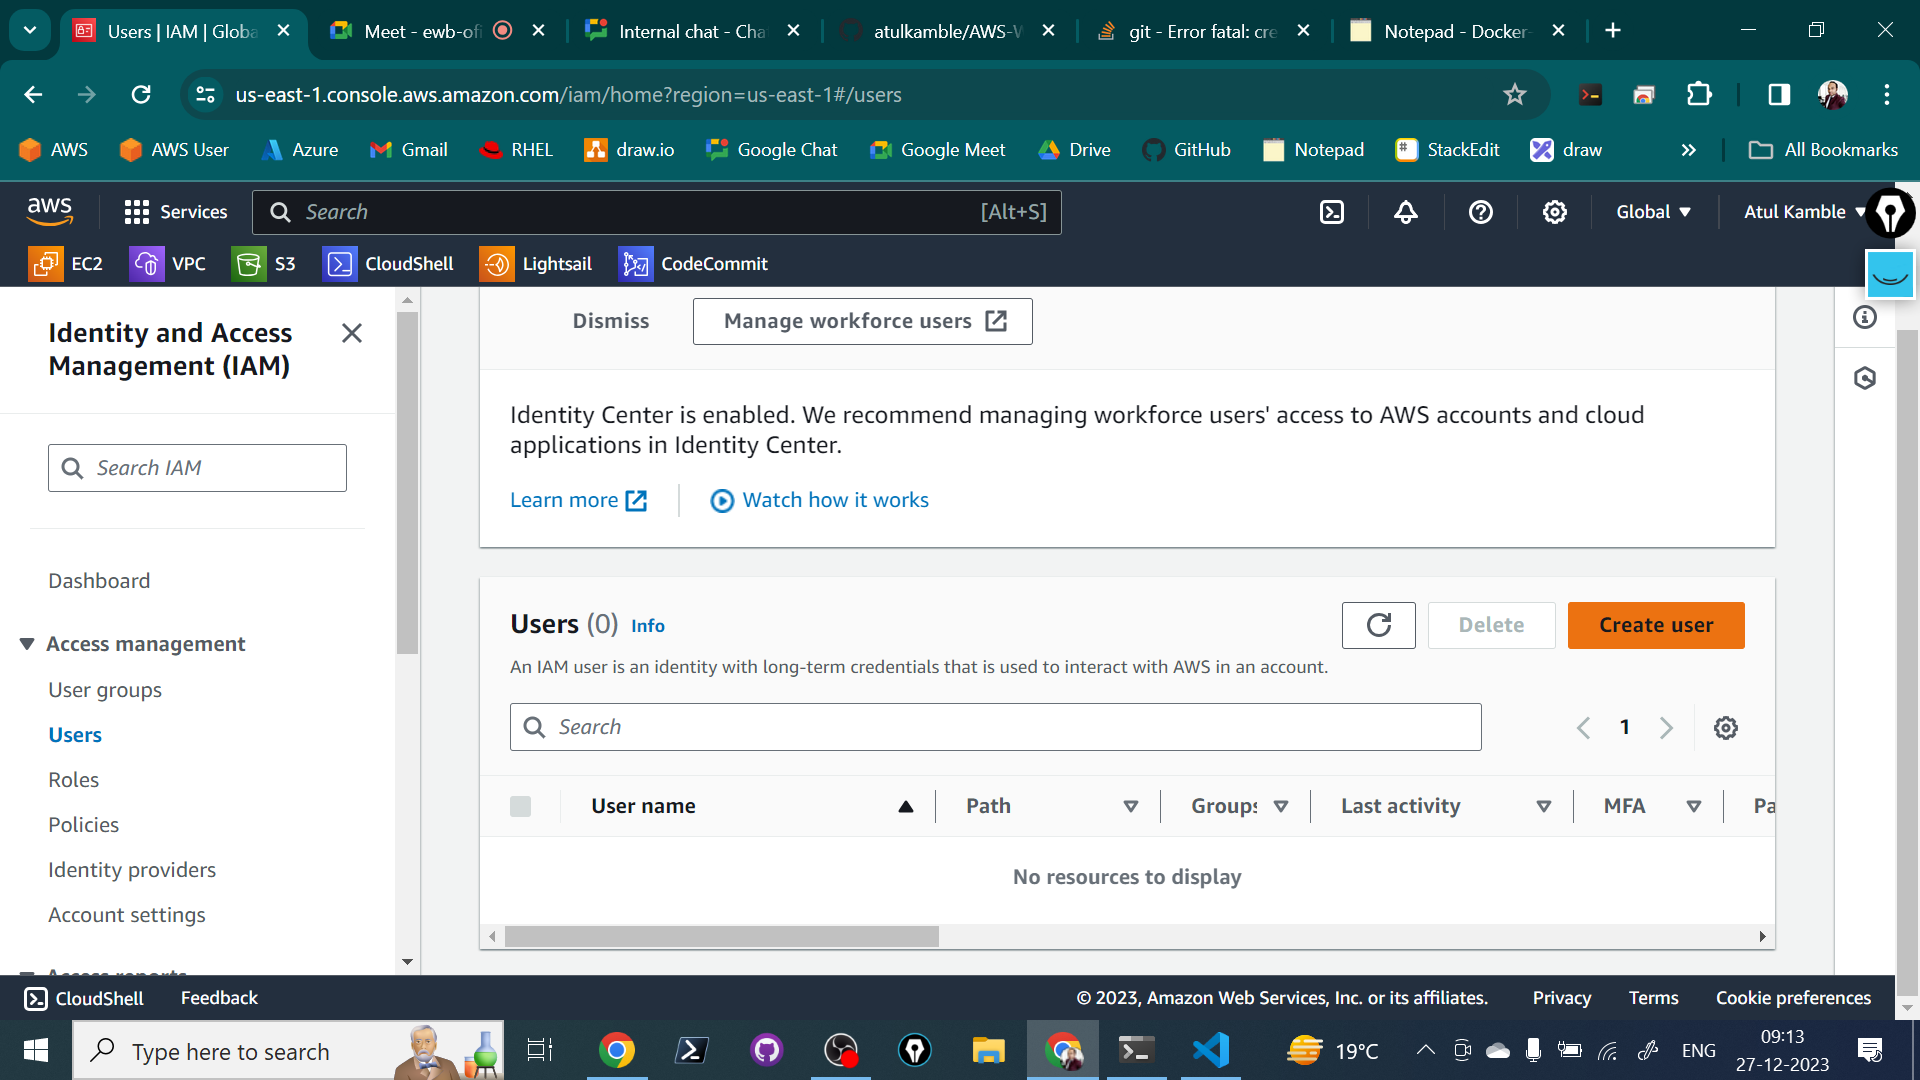 Users | IAM | Globa
Meet - ewb-ofi
Internal chat - Cha
atulkamble/AWS-W
git - Error fatal: cre
Notepad - Docker-
us-east-1.console.aws.amazon.com/iam/home?region=us-east-1#/users
AWS
AWS User
Azure
Gmail
RHEL
draw.io
Google Chat
Google Meet
Drive
GitHub
Notepad
StackEdit
draw
All Bookmarks
aws
Services
Search
[Alt+S]
Global
Atul Kamble
EC2
VPC
S3
CloudShell
Lightsail
CodeCommit
Identity and Access
Management (IAM)
Search IAM
Dashboard
Access management
User groups
Users
Roles
Policies
Identity providers
Account settings
Access reports
Dismiss
Manage workforce users
Identity Center is enabled. We recommend managing workforce users' access to AWS accounts and cloud
applications in Identity Center.
Learn more
Watch how it works
Users (0) Info
Delete
Create user
An IAM user is an identity with long-term credentials that is used to interact with AWS in an account.
Search
1
User name
Path
Groups
Last activity
MFA
Pa
No resources to display
CloudShell
Feedback
© 2023, Amazon Web Services, Inc. or its affiliates.
Privacy
Terms
Cookie preferences
Type here to search
19°C
ENG
09:13
27-12-2023